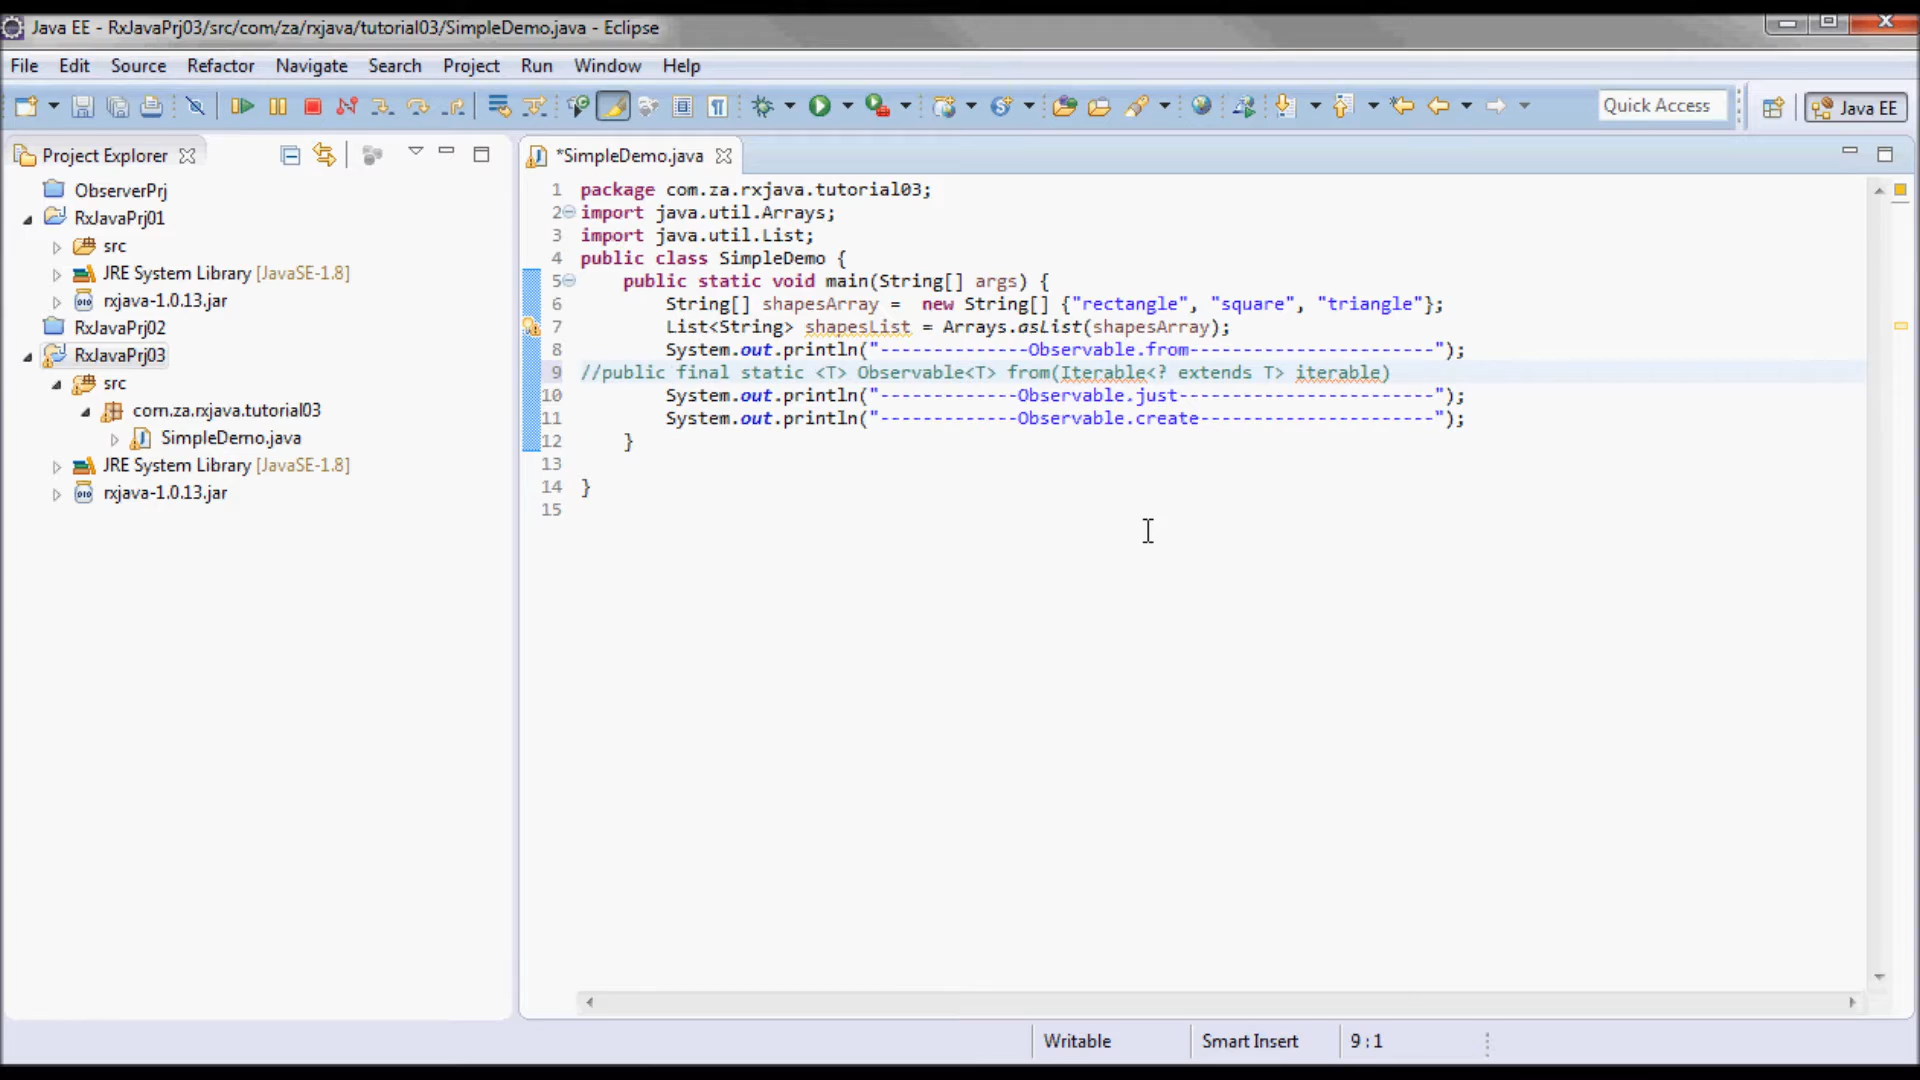 Java EE - RxJavaPrj03/src/com/za/rxjava/tutorial03/SimpleDemo.java - Eclipse
File Edit Source Refactor Navigate Search Project Run Window Help
Quick Access Java EE
Project Explorer
ObserverPrj
RxJavaPrj01
src
JRE System Library [JavaSE-1.8]
rxjava-1.0.13.jar
RxJavaPrj02
RxJavaPrj03
src
com.za.rxjava.tutorial03
SimpleDemo.java
JRE System Library [JavaSE-1.8]
rxjava-1.0.13.jar
*SimpleDemo.java
1 package com.za.rxjava.tutorial03;
2 import java.util.Arrays;
3 import java.util.List;
4 public class SimpleDemo {
5     public static void main(String[] args) {
6         String[] shapesArray =  new String[] {"rectangle", "square", "triangle"};
7         List<String> shapesList = Arrays.asList(shapesArray);
8         System.out.println("--------------Observable.from-----------------------");
9 //public final static <T> Observable<T> from(Iterable<? extends T> iterable)
10         System.out.println("-------------Observable.just------------------------");
11         System.out.println("-------------Observable.create----------------------");
12     }
13
14 }
15
Writable Smart Insert 9 : 1